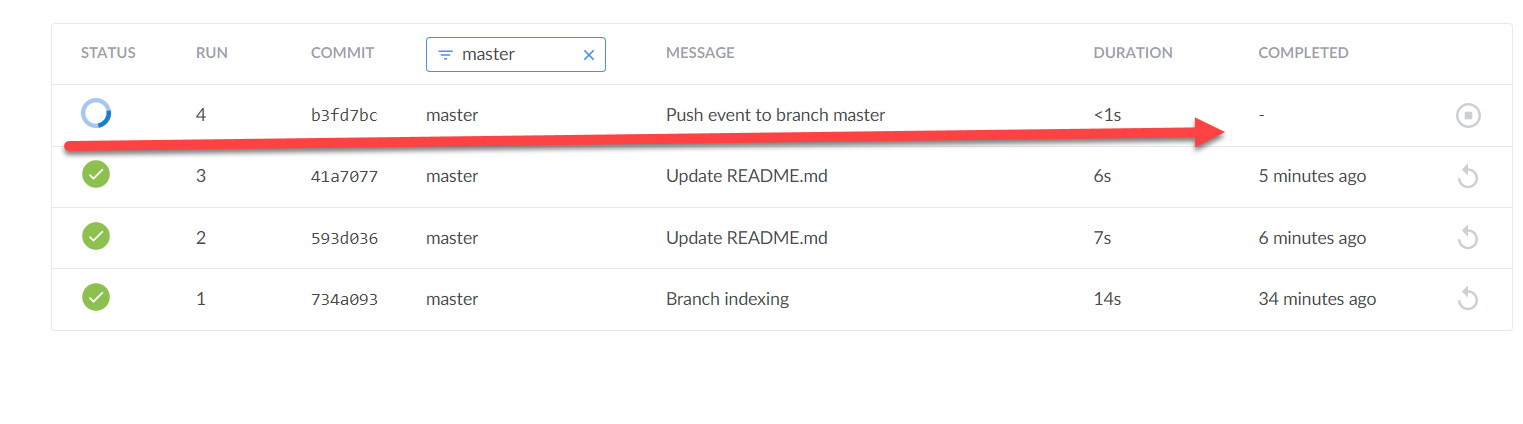 STATUS RUN COMMIT master MESSAGE DURATION COMPLETED
4 b3fd7bc master Push event to branch master <1s -
3 41a7077 master Update README.md 6s 5 minutes ago
2 593d036 master Update README.md 7s 6 minutes ago
1 734a093 master Branch indexing 14s 34 minutes ago